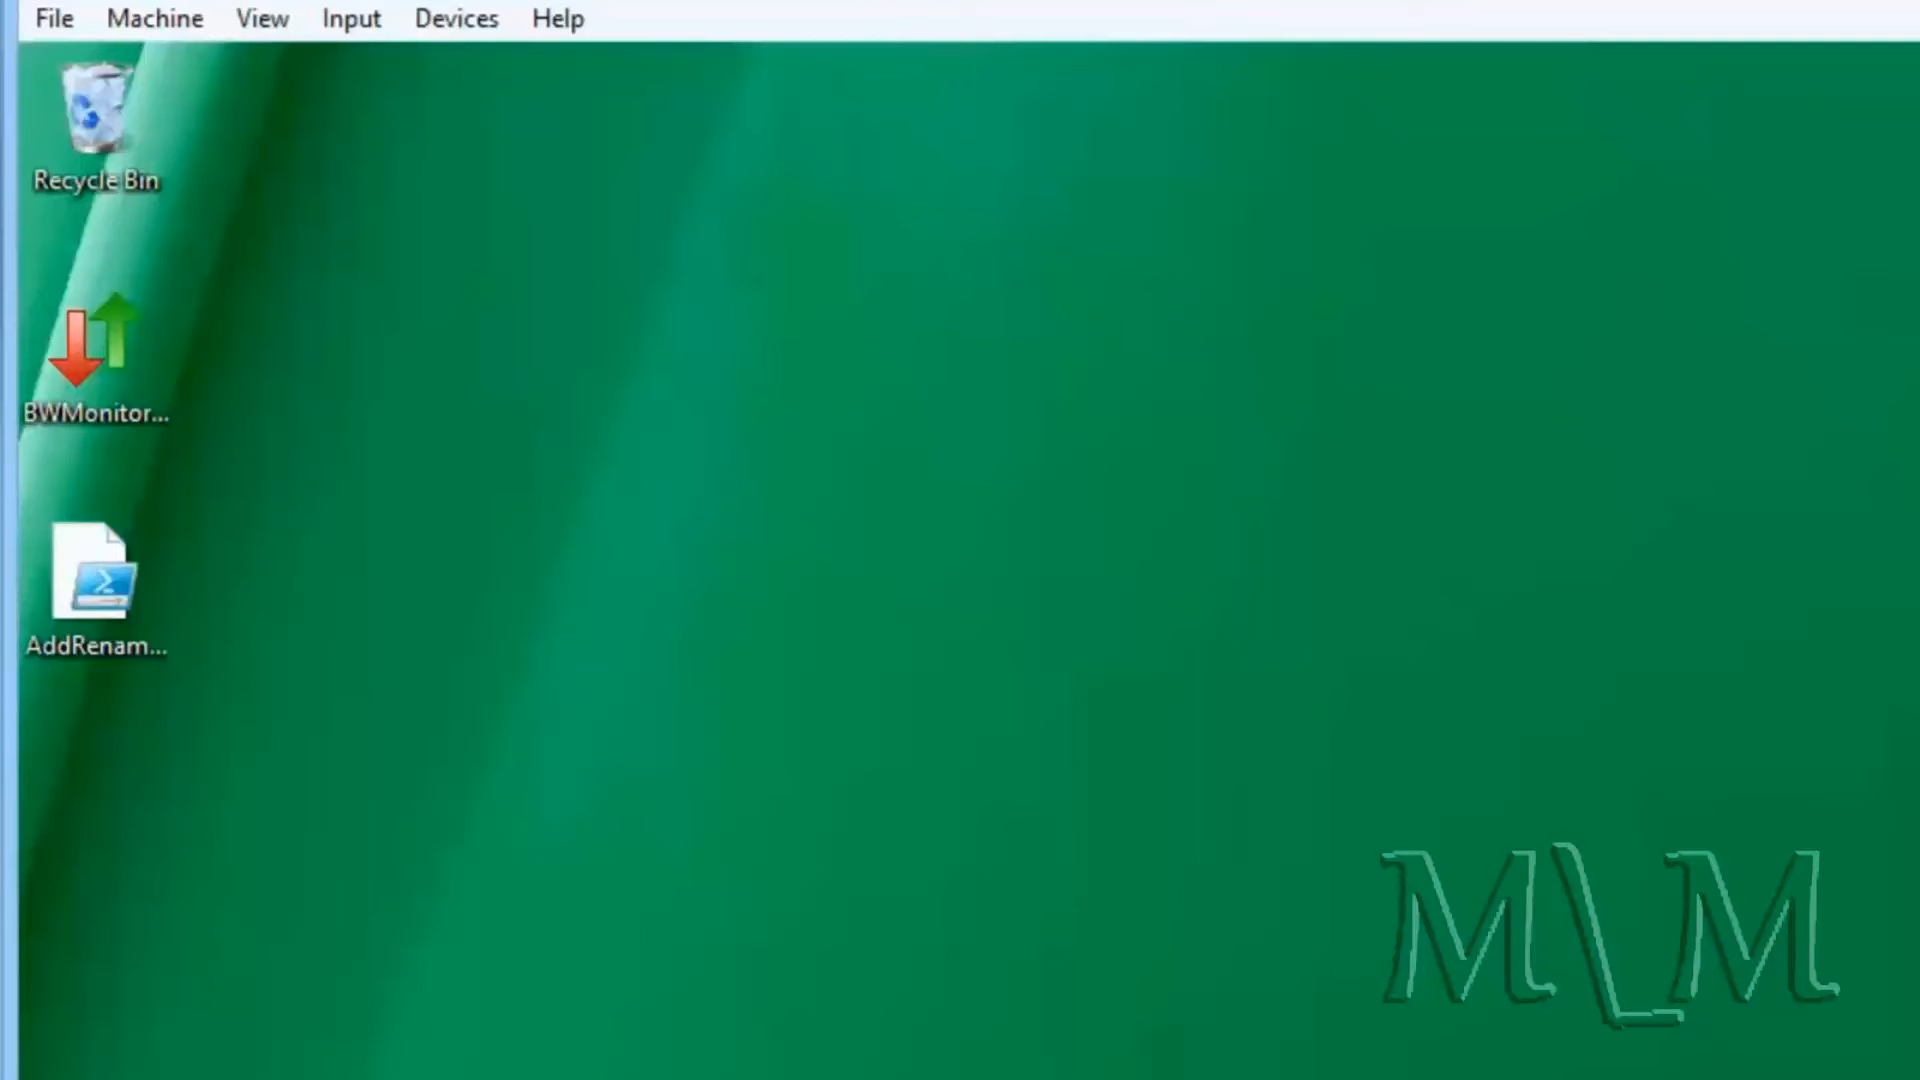 File Machine View Input Devices Help
Recycle Bin
BWMonitor...
AddRenam...
M\_M